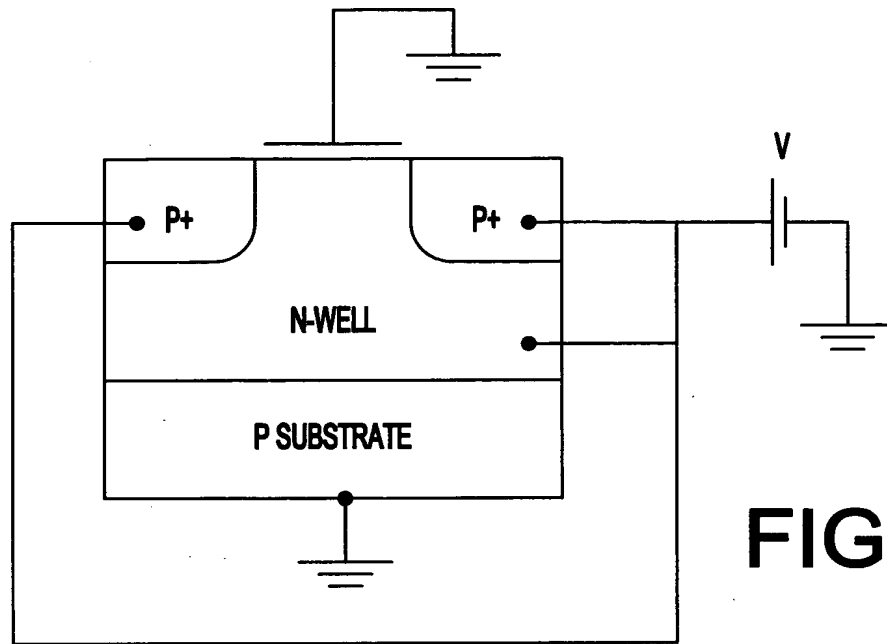 V
P+ P+
N-WELL
P SUBSTRATE
FIG